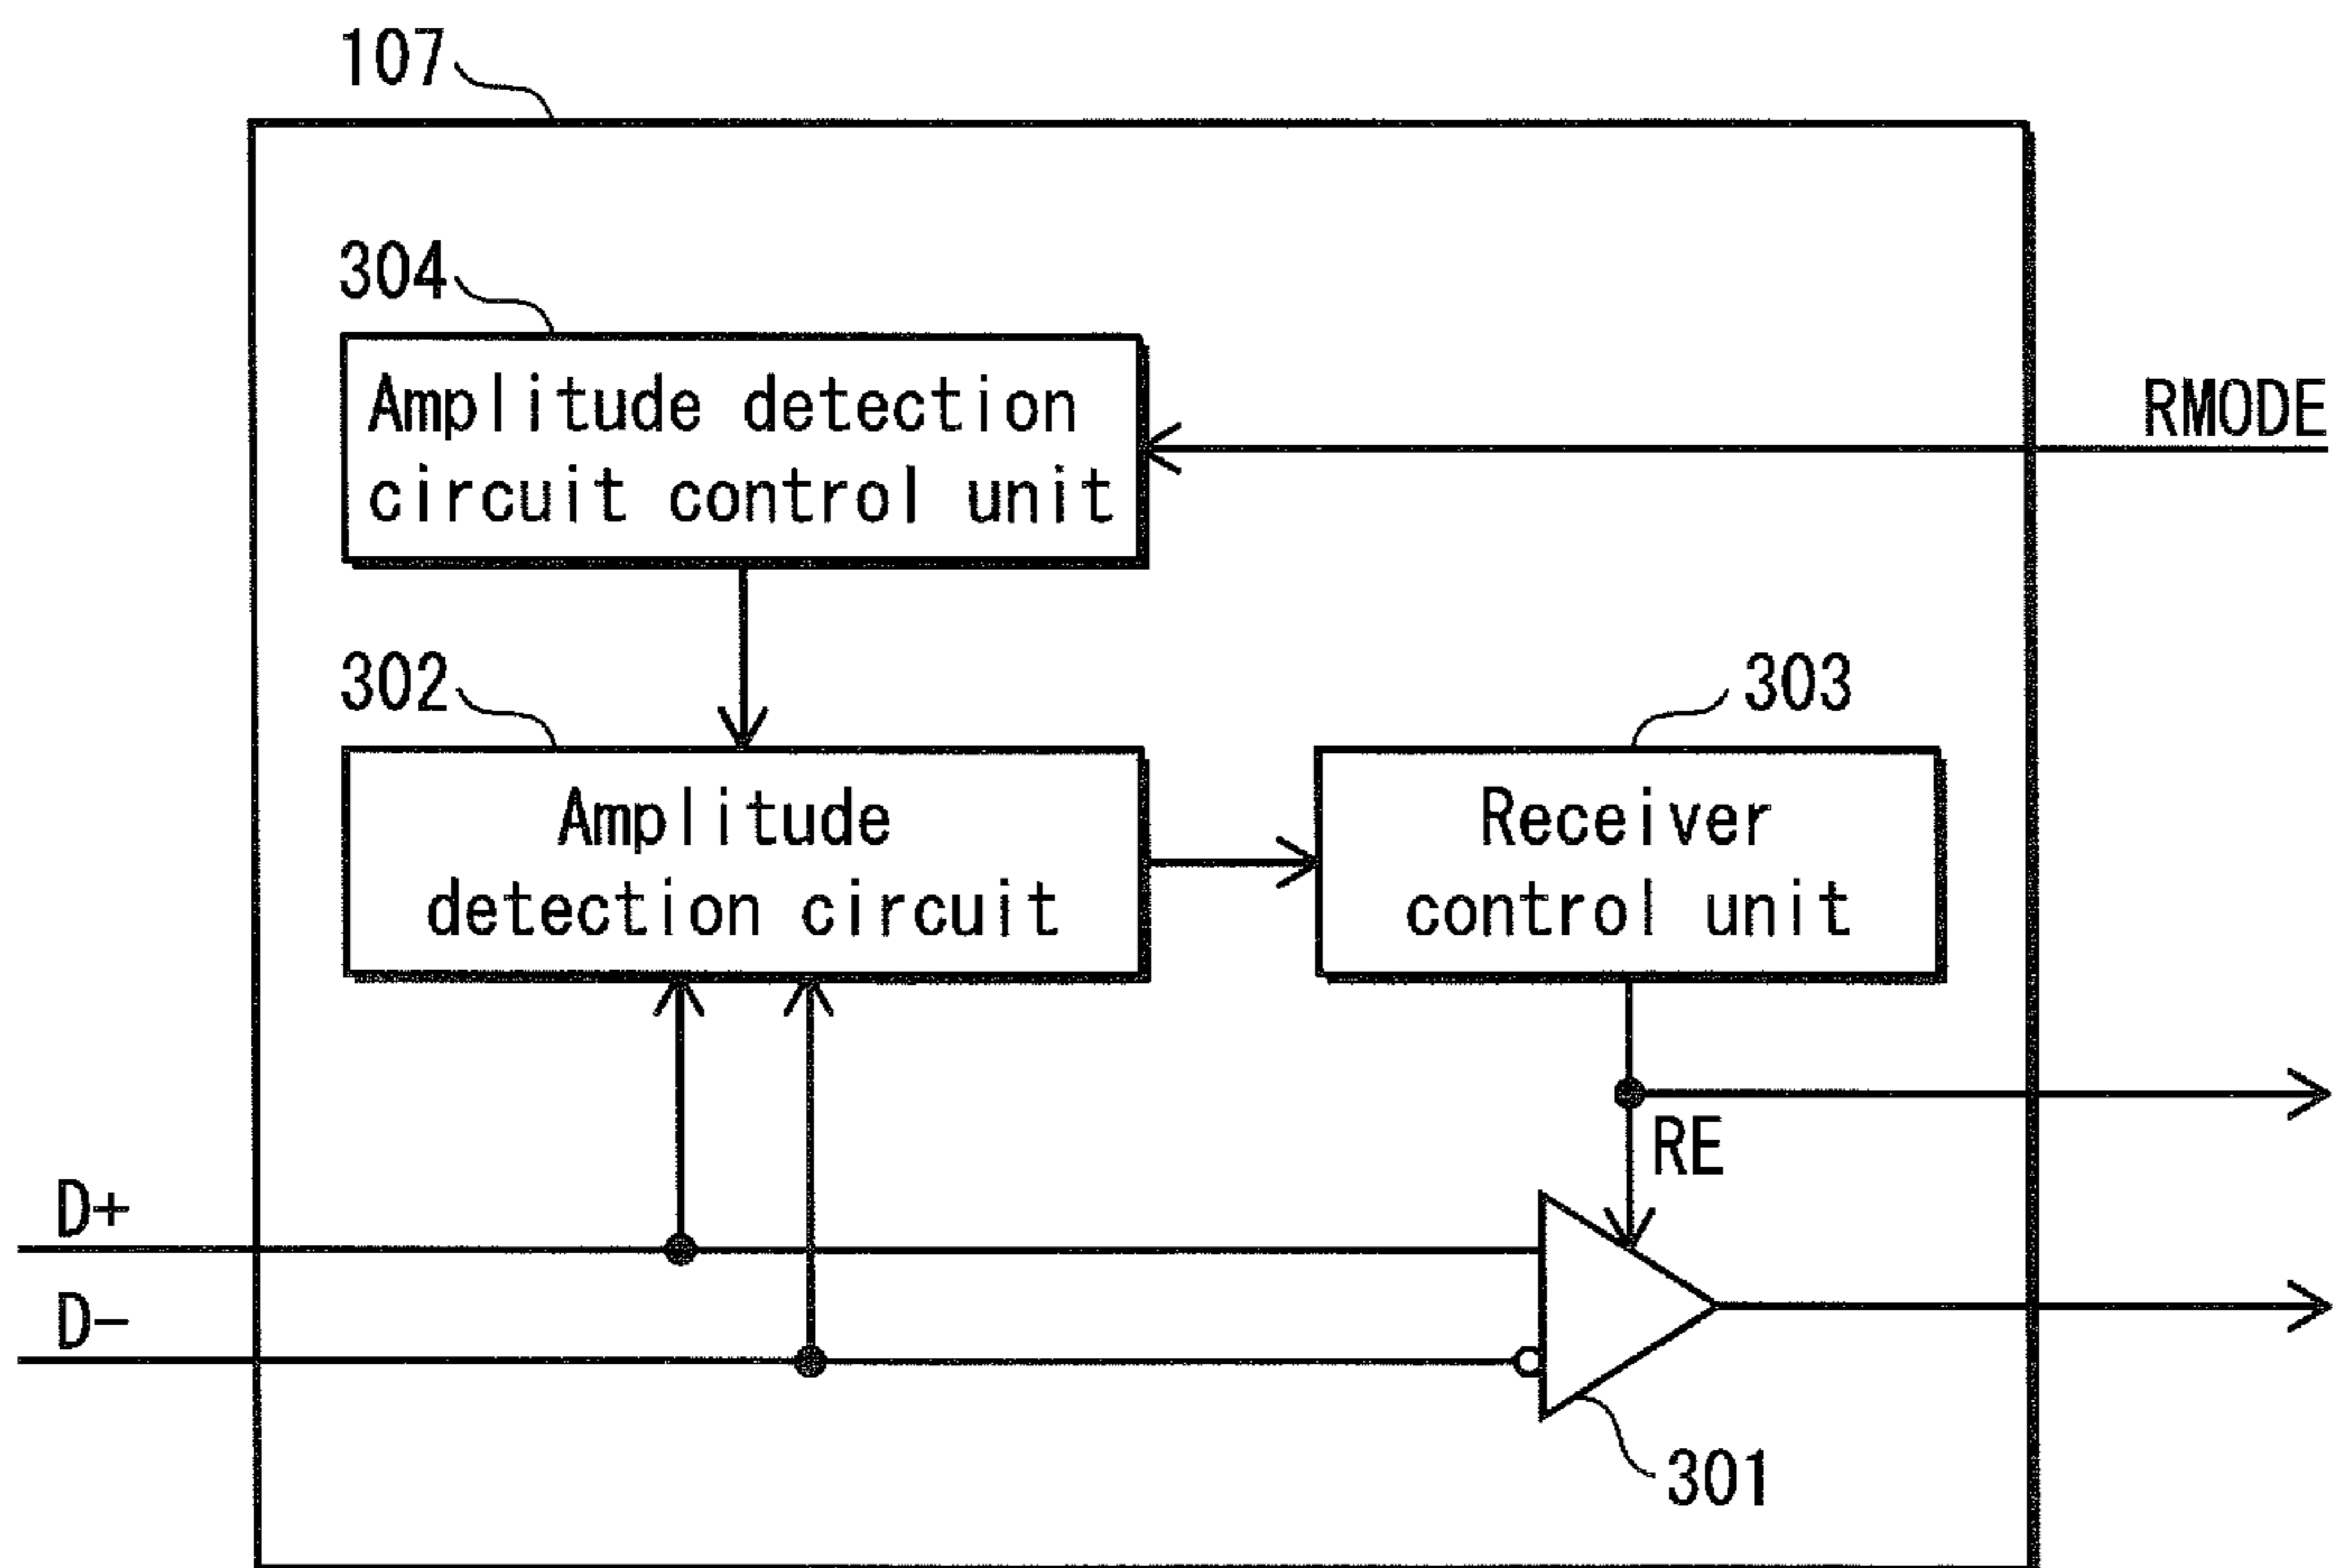 107
304
Amplitude detection
circuit control unit
RMODE
302
303
Amplitude
detection circuit
Receiver
control unit
RE
D+
D−
301